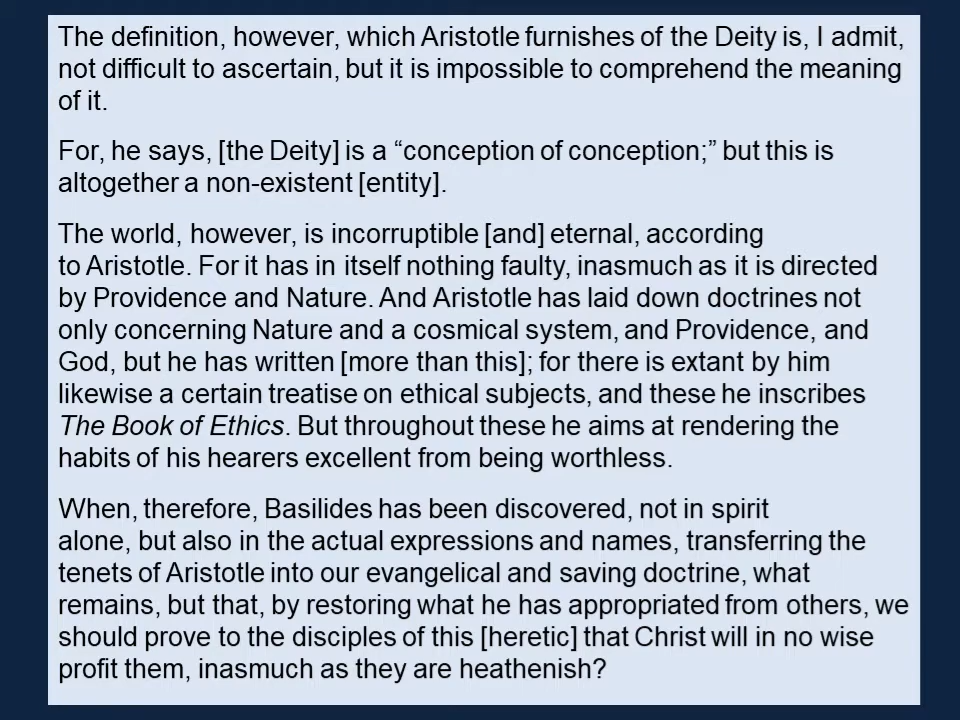 The definition, however, which Aristotle furnishes of the Deity is, I admit,
not difficult to ascertain, but it is impossible to comprehend the meaning
of it.
For, he says, [the Deity] is a “conception of conception;” but this is
altogether a non-existent [entity].
The world, however, is incorruptible [and] eternal, according
to Aristotle. For it has in itself nothing faulty, inasmuch as it is directed
by Providence and Nature. And Aristotle has laid down doctrines not
only concerning Nature and a cosmical system, and Providence, and
God, but he has written [more than this]; for there is extant by him
likewise a certain treatise on ethical subjects, and these he inscribes
The Book of Ethics. But throughout these he aims at rendering the
habits of his hearers excellent from being worthless.
When, therefore, Basilides has been discovered, not in spirit
alone, but also in the actual expressions and names, transferring the
tenets of Aristotle into our evangelical and saving doctrine, what
remains, but that, by restoring what he has appropriated from others, we
should prove to the disciples of this [heretic] that Christ will in no wise
profit them, inasmuch as they are heathenish?